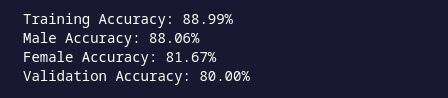 Training Accuracy: 88.99%
Male Accuracy: 88.06%
Female Accuracy: 81.67%
Validation Accuracy: 80.00%